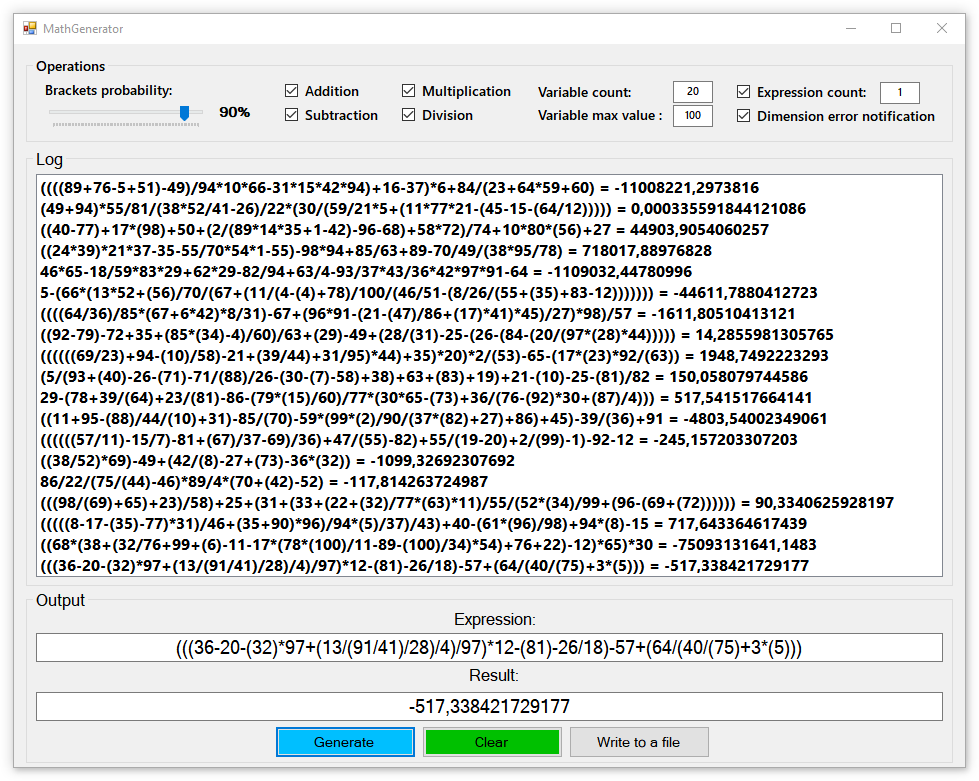 MathGenerator
Operations
Brackets probability:
90%
Addition
Multiplication
Subtraction
Division
Variable count:
20
Variable max value :
100
Expression count:
1
Dimension error notification
Log
((((89+76-5+51)-49)/94*10*66-31*15*42*94)+16-37)*6+84/(23+64*59+60) = -11008221,2973816
(49+94)*55/81/(38*52/41-26)/22*(30/(59/21*5+(11*77*21-(45-15-(64/12))))) = 0,000335591844121086
((40-77)+17*(98)+50+(2/(89*14*35+1-42)-96-68)+58*72)/74+10*80*(56)+27 = 44903,9054060257
((24*39)*21*37-35-55/70*54*1-55)-98*94+85/63+89-70/49/(38*95/78) = 718017,88976828
46*65-18/59*83*29+62*29-82/94+63/4-93/37*43/36*42*97*91-64 = -1109032,44780996
5-(66*(13*52+(56)/70/(67+(11/(4-(4)+78)/100/(46/51-(8/26/(55+(35)+83-12))))))) = -44611,7880412723
((((64/36)/85*(67+6*42)*8/31)-67+(96*91-(21-(47)/86+(17)*41)*45)/27)*98)/57 = -1611,80510413121
((92-79)-72+35+(85*(34)-4)/60)/63+(29)-49+(28/(31)-25-(26-(84-(20/(97*(28)*44))))) = 14,2855981305765
((((((69/23)+94-(10)/58)-21+(39/44)+31/95)*44)+35)*20)*2/(53)-65-(17*(23)*92/(63)) = 1948,7492223293
(5/(93+(40)-26-(71)-71/(88)/26-(30-(7)-58)+38)+63+(83)+19)+21-(10)-25-(81)/82 = 150,058079744586
29-(78+39/(64)+23/(81)-86-(79*(15)/60)/77*(30*65-(73)+36/(76-(92)*30+(87)/4))) = 517,541517664141
((11+95-(88)/44/(10)+31)-85/(70)-59*(99*(2)/90/(37*(82)+27)+86)+45)-39/(36)+91 = -4803,54002349061
((((((57/11)-15/7)-81+(67)/37-69)/36)+47/(55)-82)+55/(19-20)+2/(99)-1)-92-12 = -245,157203307203
((38/52)*69)-49+(42/(8)-27+(73)-36*(32)) = -1099,32692307692
86/22/(75/(44)-46)*89/4*(70+(42)-52) = -117,814263724987
(((98/(69)+65)+23)/58)+25+(31+(33+(22+(32)/77*(63)*11)/55/(52*(34)/99+(96-(69+(72)))))) = 90,3340625928197
(((((8-17-(35)-77)*31)/46+(35+90)*96)/94*(5)/37)/43)+40-(61*(96)/98)+94*(8)-15 = 717,643364617439
((68*(38+(32/76+99+(6)-11-17*(78*(100)/11-89-(100)/34)*54)+76+22)-12)*65)*30 = -75093131641,1483
(((36-20-(32)*97+(13/(91/41)/28)/4)/97)*12-(81)-26/18)-57+(64/(40/(75)+3*(5))) = -517,338421729177
Output
Expression:
(((36-20-(32)*97+(13/(91/41)/28)/4)/97)*12-(81)-26/18)-57+(64/(40/(75)+3*(5)))
Result:
-517,338421729177
Generate
Clear
Write to a file